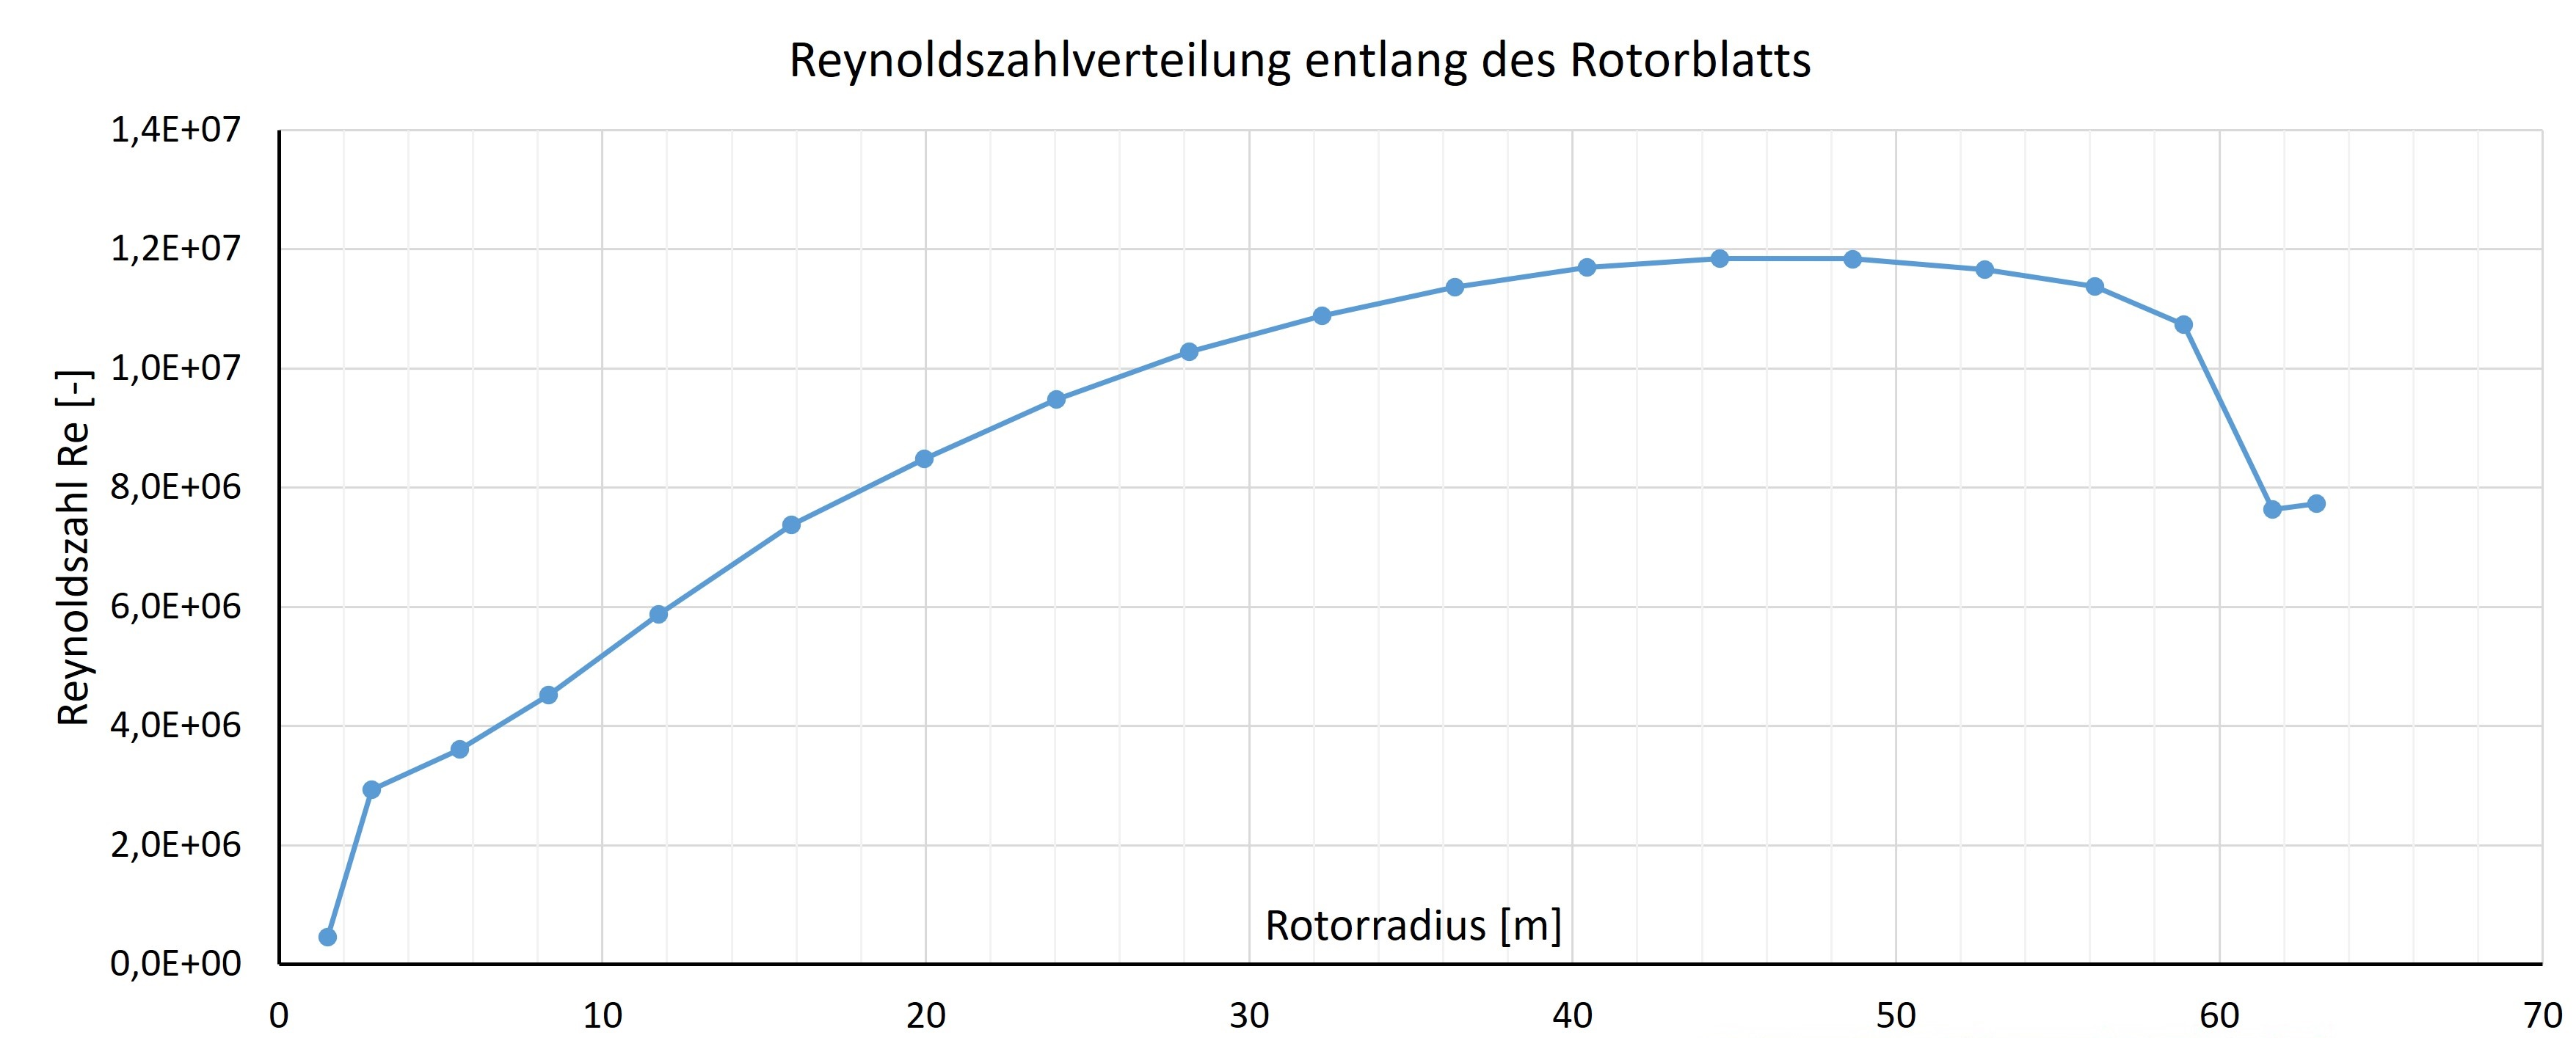 Reynoldszahlverteilung entlang des Rotorblatts
1,4E+07
1,2E+07
1,0E+07
8,0E+06
6,0E+06
4,0E+06
2,0E+06
0,0E+00
Reynoldszahl Re [-]
Rotorradius [m]
0 10 20 30 40 50 60 70